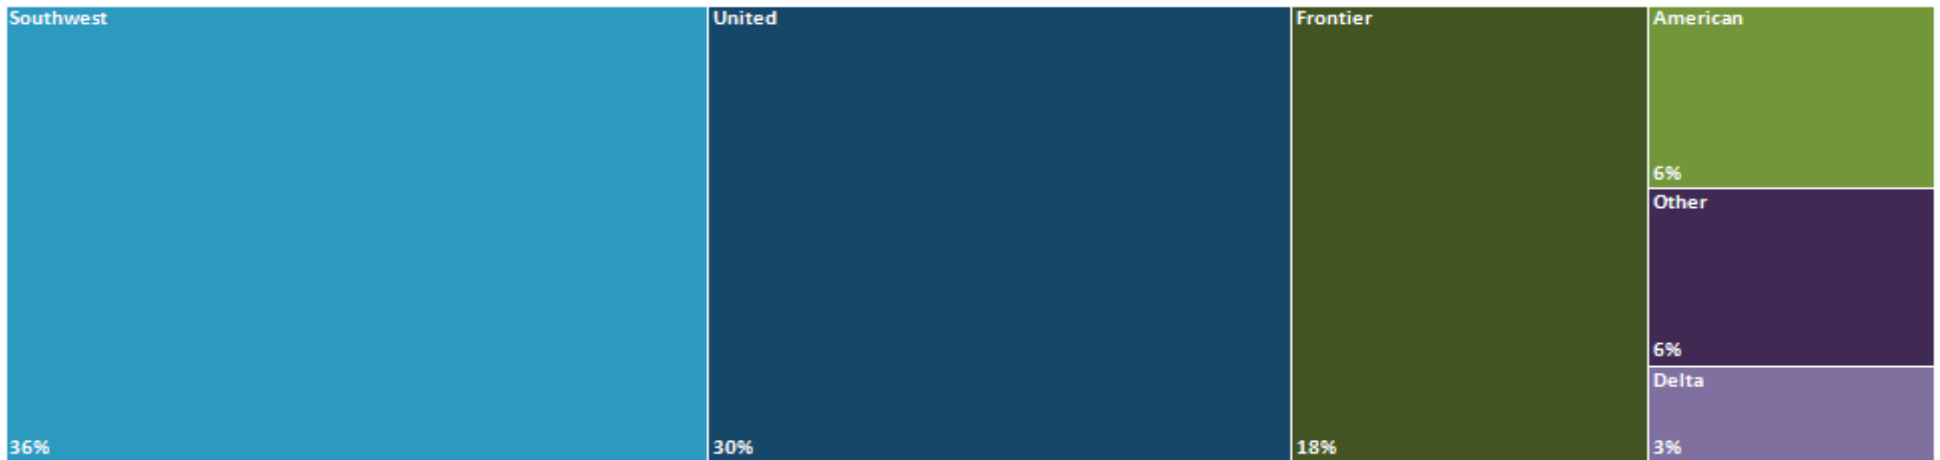 Southwest
36%
United
30%
Frontier
18%
American
6%
Other
6%
Delta
3%